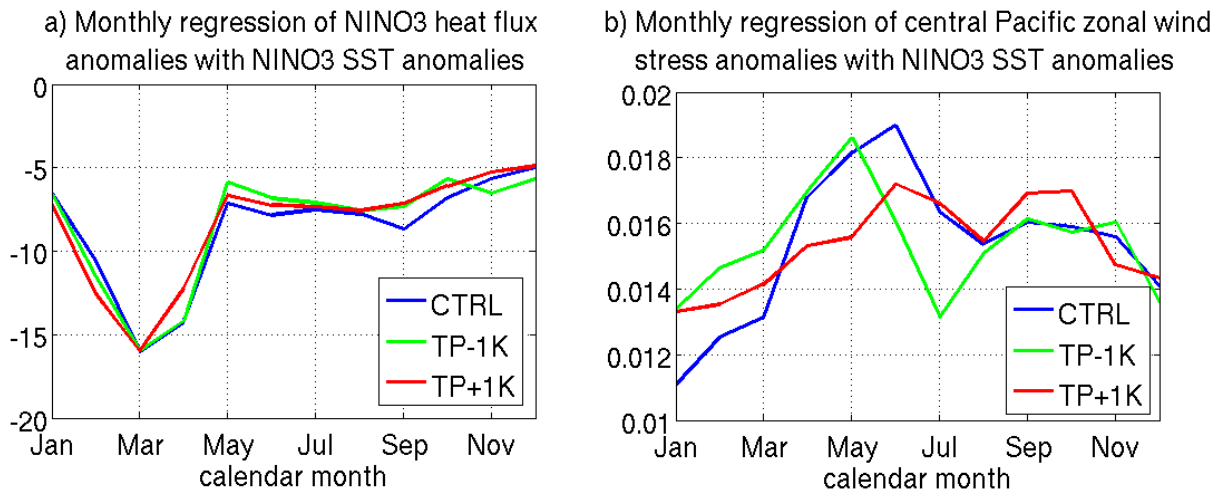 a) Monthly regression of NINO3 heat flux
anomalies with NINO3 SST anomalies
0
-5
-10
-15
-20
CTRL
TP-1K
TP+1K
Jan Mar May Jul Sep Nov
calendar month
b) Monthly regression of central Pacific zonal wind
stress anomalies with NINO3 SST anomalies
0.02
0.018
0.016
0.014
0.012
0.01
CTRL
TP-1K
TP+1K
Jan Mar May Jul Sep Nov
calendar month